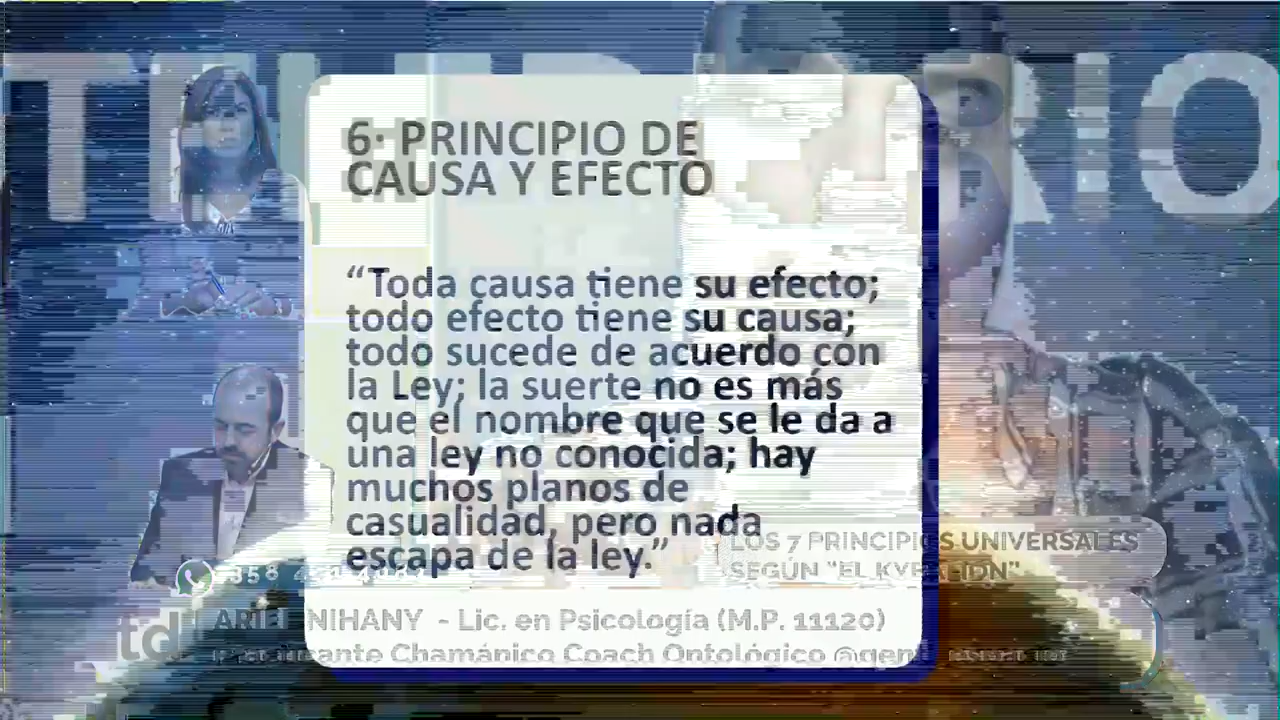 6: PRINCIPIO DE
CAUSA Y EFECTO
“Toda causa tiene su efecto;
todo efecto tiene su causa;
todo sucede de acuerdo con
la Ley; la suerte no es más
que el nombre que se le da a
una ley no conocida; hay
muchos planos de
casualidad, pero nada
escapa de la ley.”
LOS 7 PRINCIPIOS UNIVERSALES
SEGÚN "EL
358
td
ARIEL NIHANY - Lic. en Psicología (M.P. 11120)
Chamánico Coach Ontológico